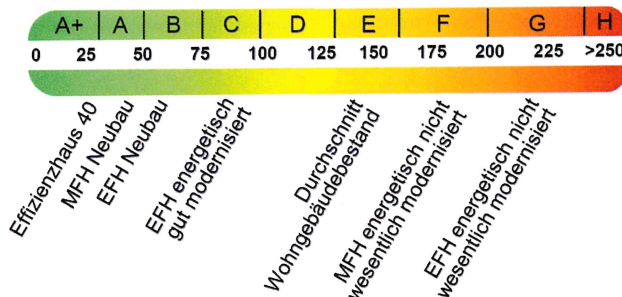 A+ A B C D E F G H
0 25 50 75 100 125 150 175 200 225 >250
Effizienzhaus 40
MFH Neubau
EFH Neubau
EFH energetisch
gut modernisiert
Durchschnitt
Wohngebäudebestand
MFH energetisch nicht
wesentlich modernisiert
EFH energetisch nicht
wesentlich modernisiert